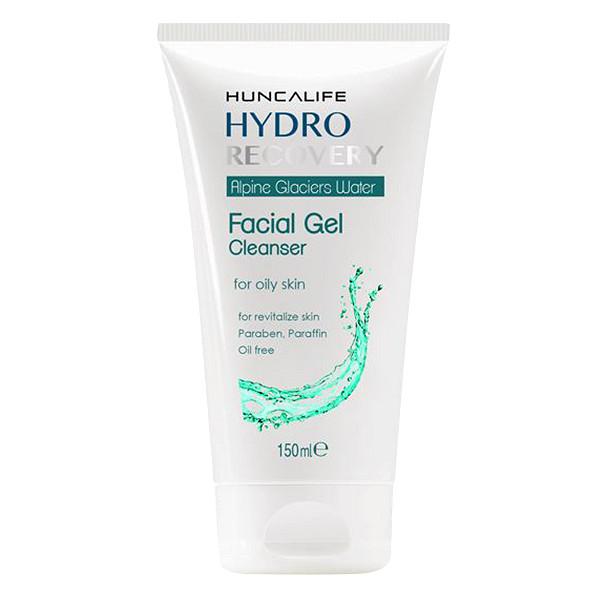 HUNCALIFE
HYDRO
RECOVERY
Alpine Glaciers Water
Facial Gel
Cleanser
for oily skin
for revitalize skin
Paraben, Paraffin
Oil free
150ml℮